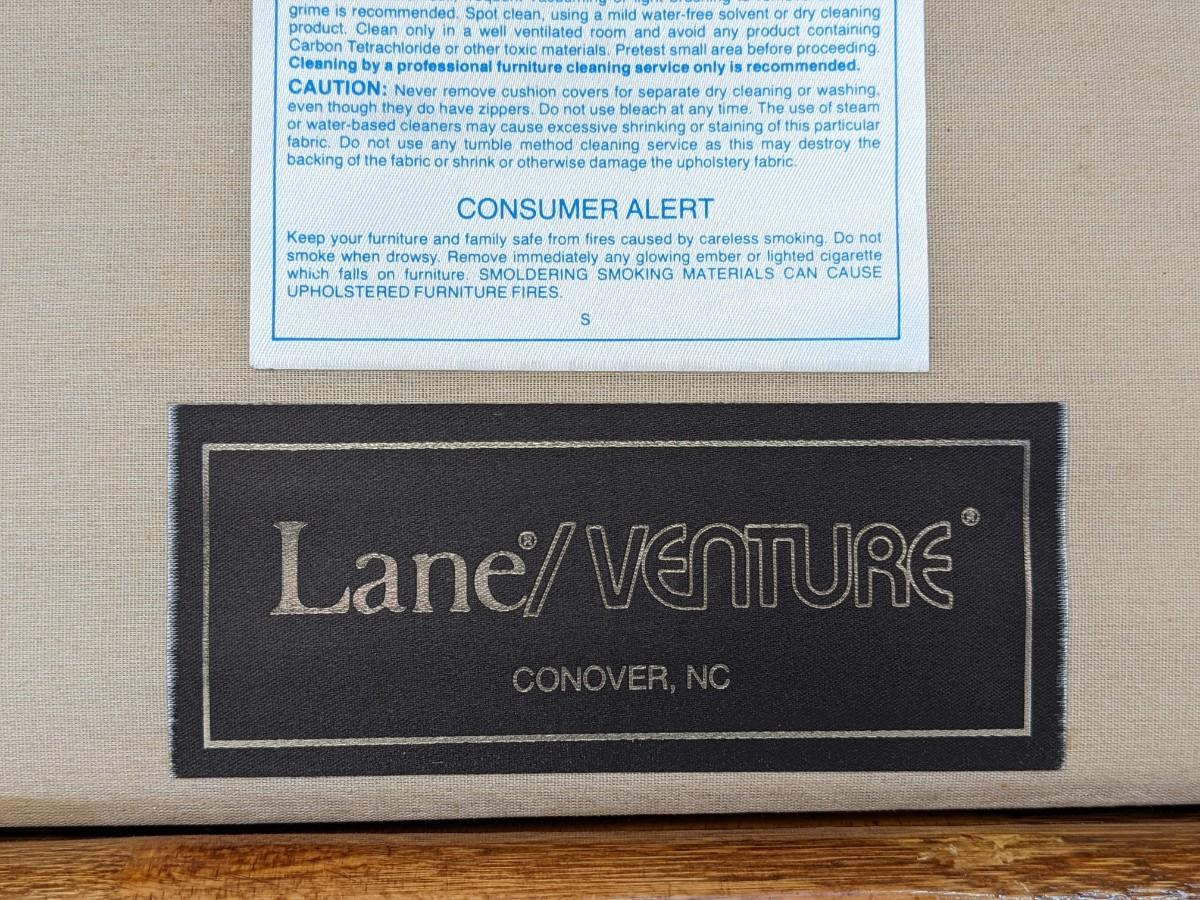 grime is recommended. Spot clean, using a mild water-free solvent or dry cleaning
product. Clean only in a well ventilated room and avoid any product containing
Carbon Tetrachloride or other toxic materials. Pretest small area before proceeding.
Cleaning by a professional furniture cleaning service only is recommended.
CAUTION: Never remove cushion covers for separate dry cleaning or washing,
even though they do have zippers. Do not use bleach at any time. The use of steam
or water-based cleaners may cause excessive shrinking or staining of this particular
fabric. Do not use any tumble method cleaning service as this may destroy the
backing of the fabric or shrink or otherwise damage the upholstery fabric.
CONSUMER ALERT
Keep your furniture and family safe from fires caused by careless smoking. Do not
smoke when drowsy. Remove immediately any glowing ember or lighted cigarette
which falls on furniture. SMOLDERING SMOKING MATERIALS CAN CAUSE
UPHOLSTERED FURNITURE FIRES.
S
Lane®/VENTURE®
CONOVER, NC